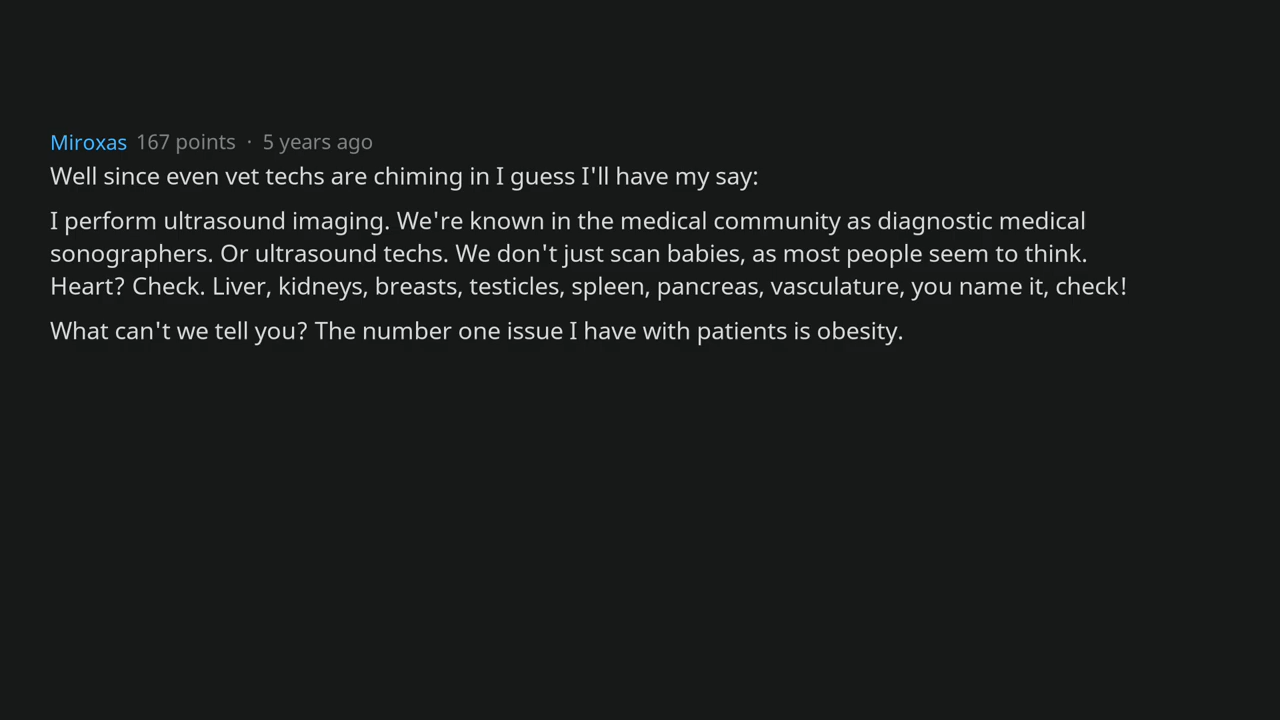 Miroxas 167 points · 5 years ago
Well since even vet techs are chiming in I guess I'll have my say:
I perform ultrasound imaging. We're known in the medical community as diagnostic medical
sonographers. Or ultrasound techs. We don't just scan babies, as most people seem to think.
Heart? Check. Liver, kidneys, breasts, testicles, spleen, pancreas, vasculature, you name it, check!
What can't we tell you? The number one issue I have with patients is obesity.